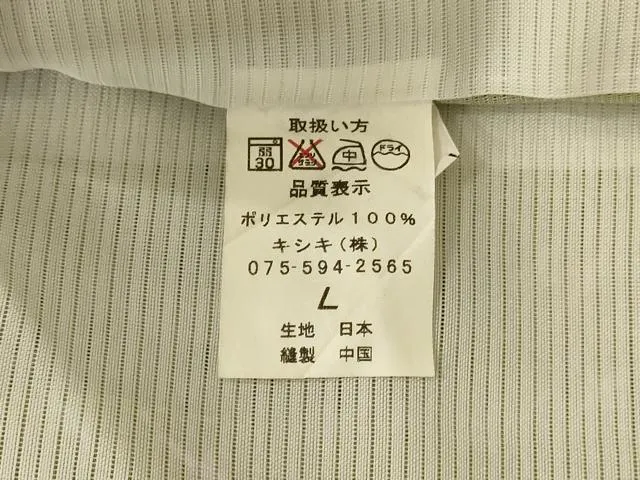 取扱い方
30 中 ドライ
品質表示
ポリエステル100%
キシキ(株)
075-594-2565
L
生地 日本
縫製 中国